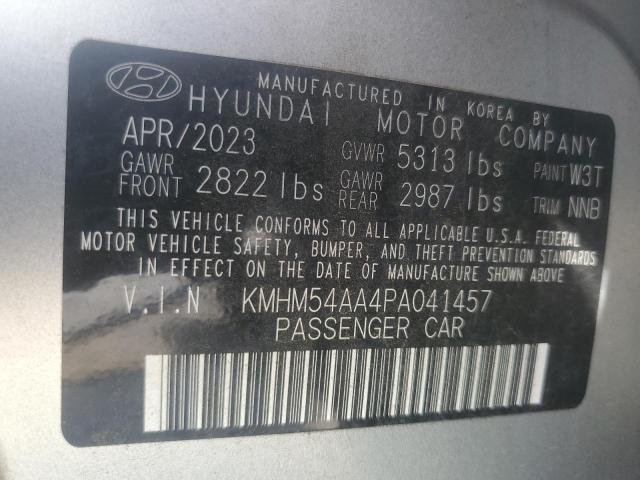 MANUFACTURED IN KOREA BY
HYUNDAI MOTOR COMPANY
APR/2023 GVWR 5313 lbs PAINT W3T
GAWR FRONT 2822 lbs GAWR REAR 2987 lbs TRIM NNB
THIS VEHICLE CONFORMS TO ALL APPLICABLE U.S.A. FEDERAL
MOTOR VEHICLE SAFETY, BUMPER, AND THEFT PREVENTION STANDARDS
IN EFFECT ON THE DATE OF MANUFACTURE SHOWN ABOVE
V.I.N KMHM54AA4PA041457
PASSENGER CAR